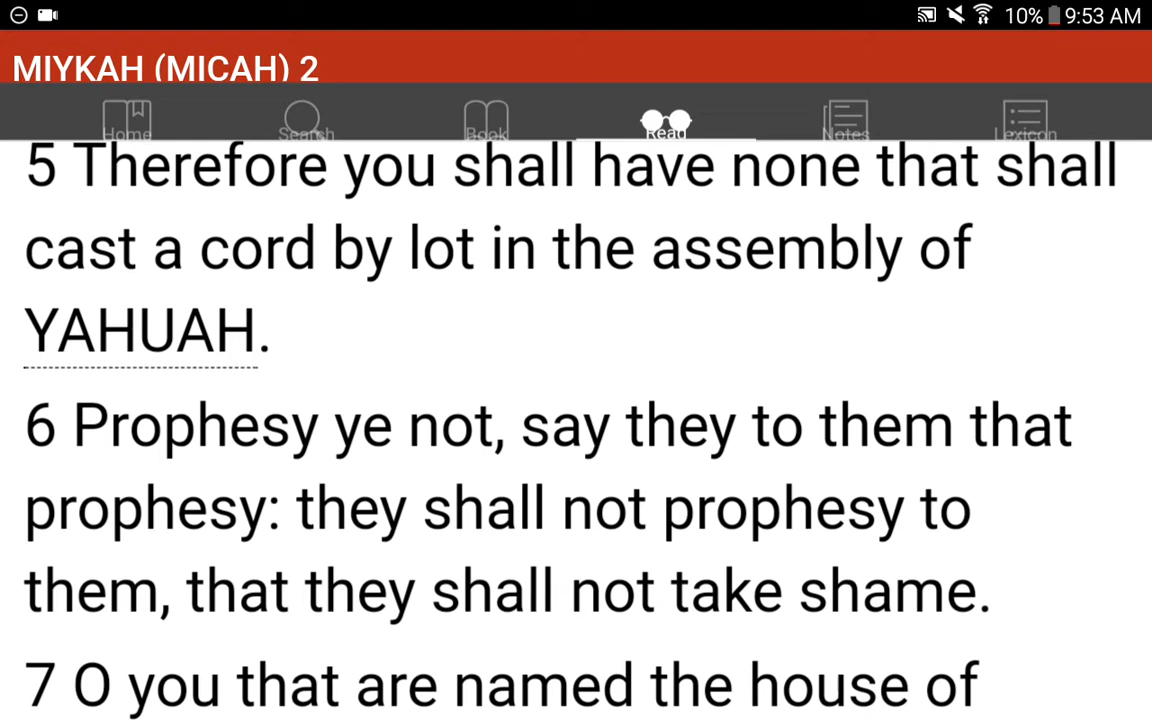 10% 9:53 AM
MIYKAH (MICAH) 2
Home Search Book Read Notes Lexicon
5 Therefore you shall have none that shall
cast a cord by lot in the assembly of
YAHUAH.
6 Prophesy ye not, say they to them that
prophesy: they shall not prophesy to
them, that they shall not take shame.
7 O you that are named the house of